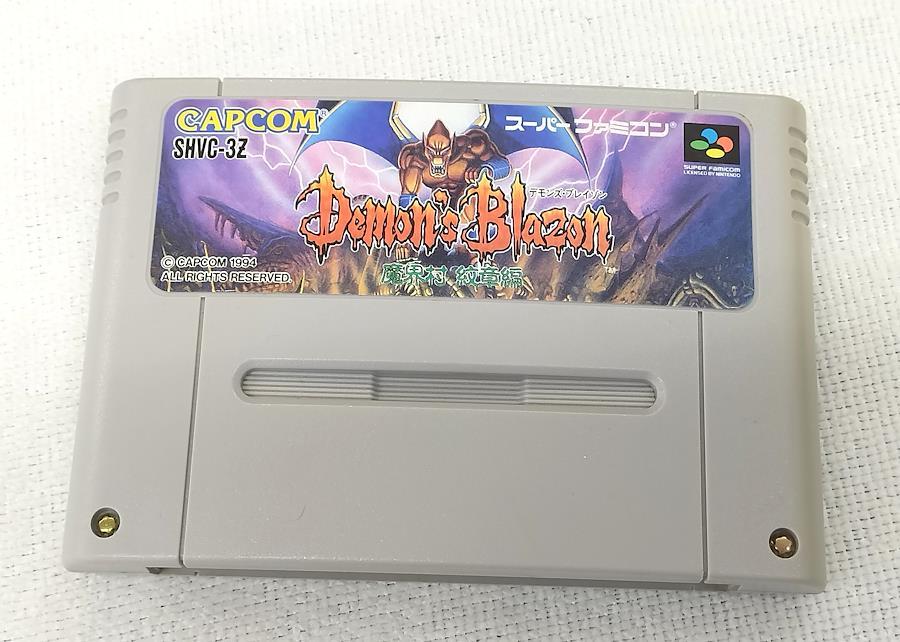 CAPCOM®
SHVC-3Z
スーパーファミコン®
SUPER FAMICOM
LICENSED BY NINTENDO
デモンズ・ブレイゾン
Demon's Blazon™
魔界村 紋章編
© CAPCOM 1994
ALL RIGHTS RESERVED.